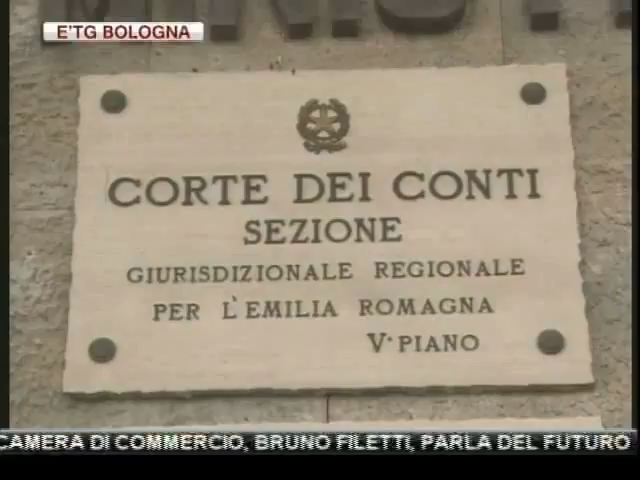 E'TG BOLOGNA
CORTE DEI CONTI
SEZIONE
GIURISDIZIONALE REGIONALE
PER L'EMILIA ROMAGNA
V° PIANO
CAMERA DI COMMERCIO, BRUNO FILETTI, PARLA DEL FUTURO